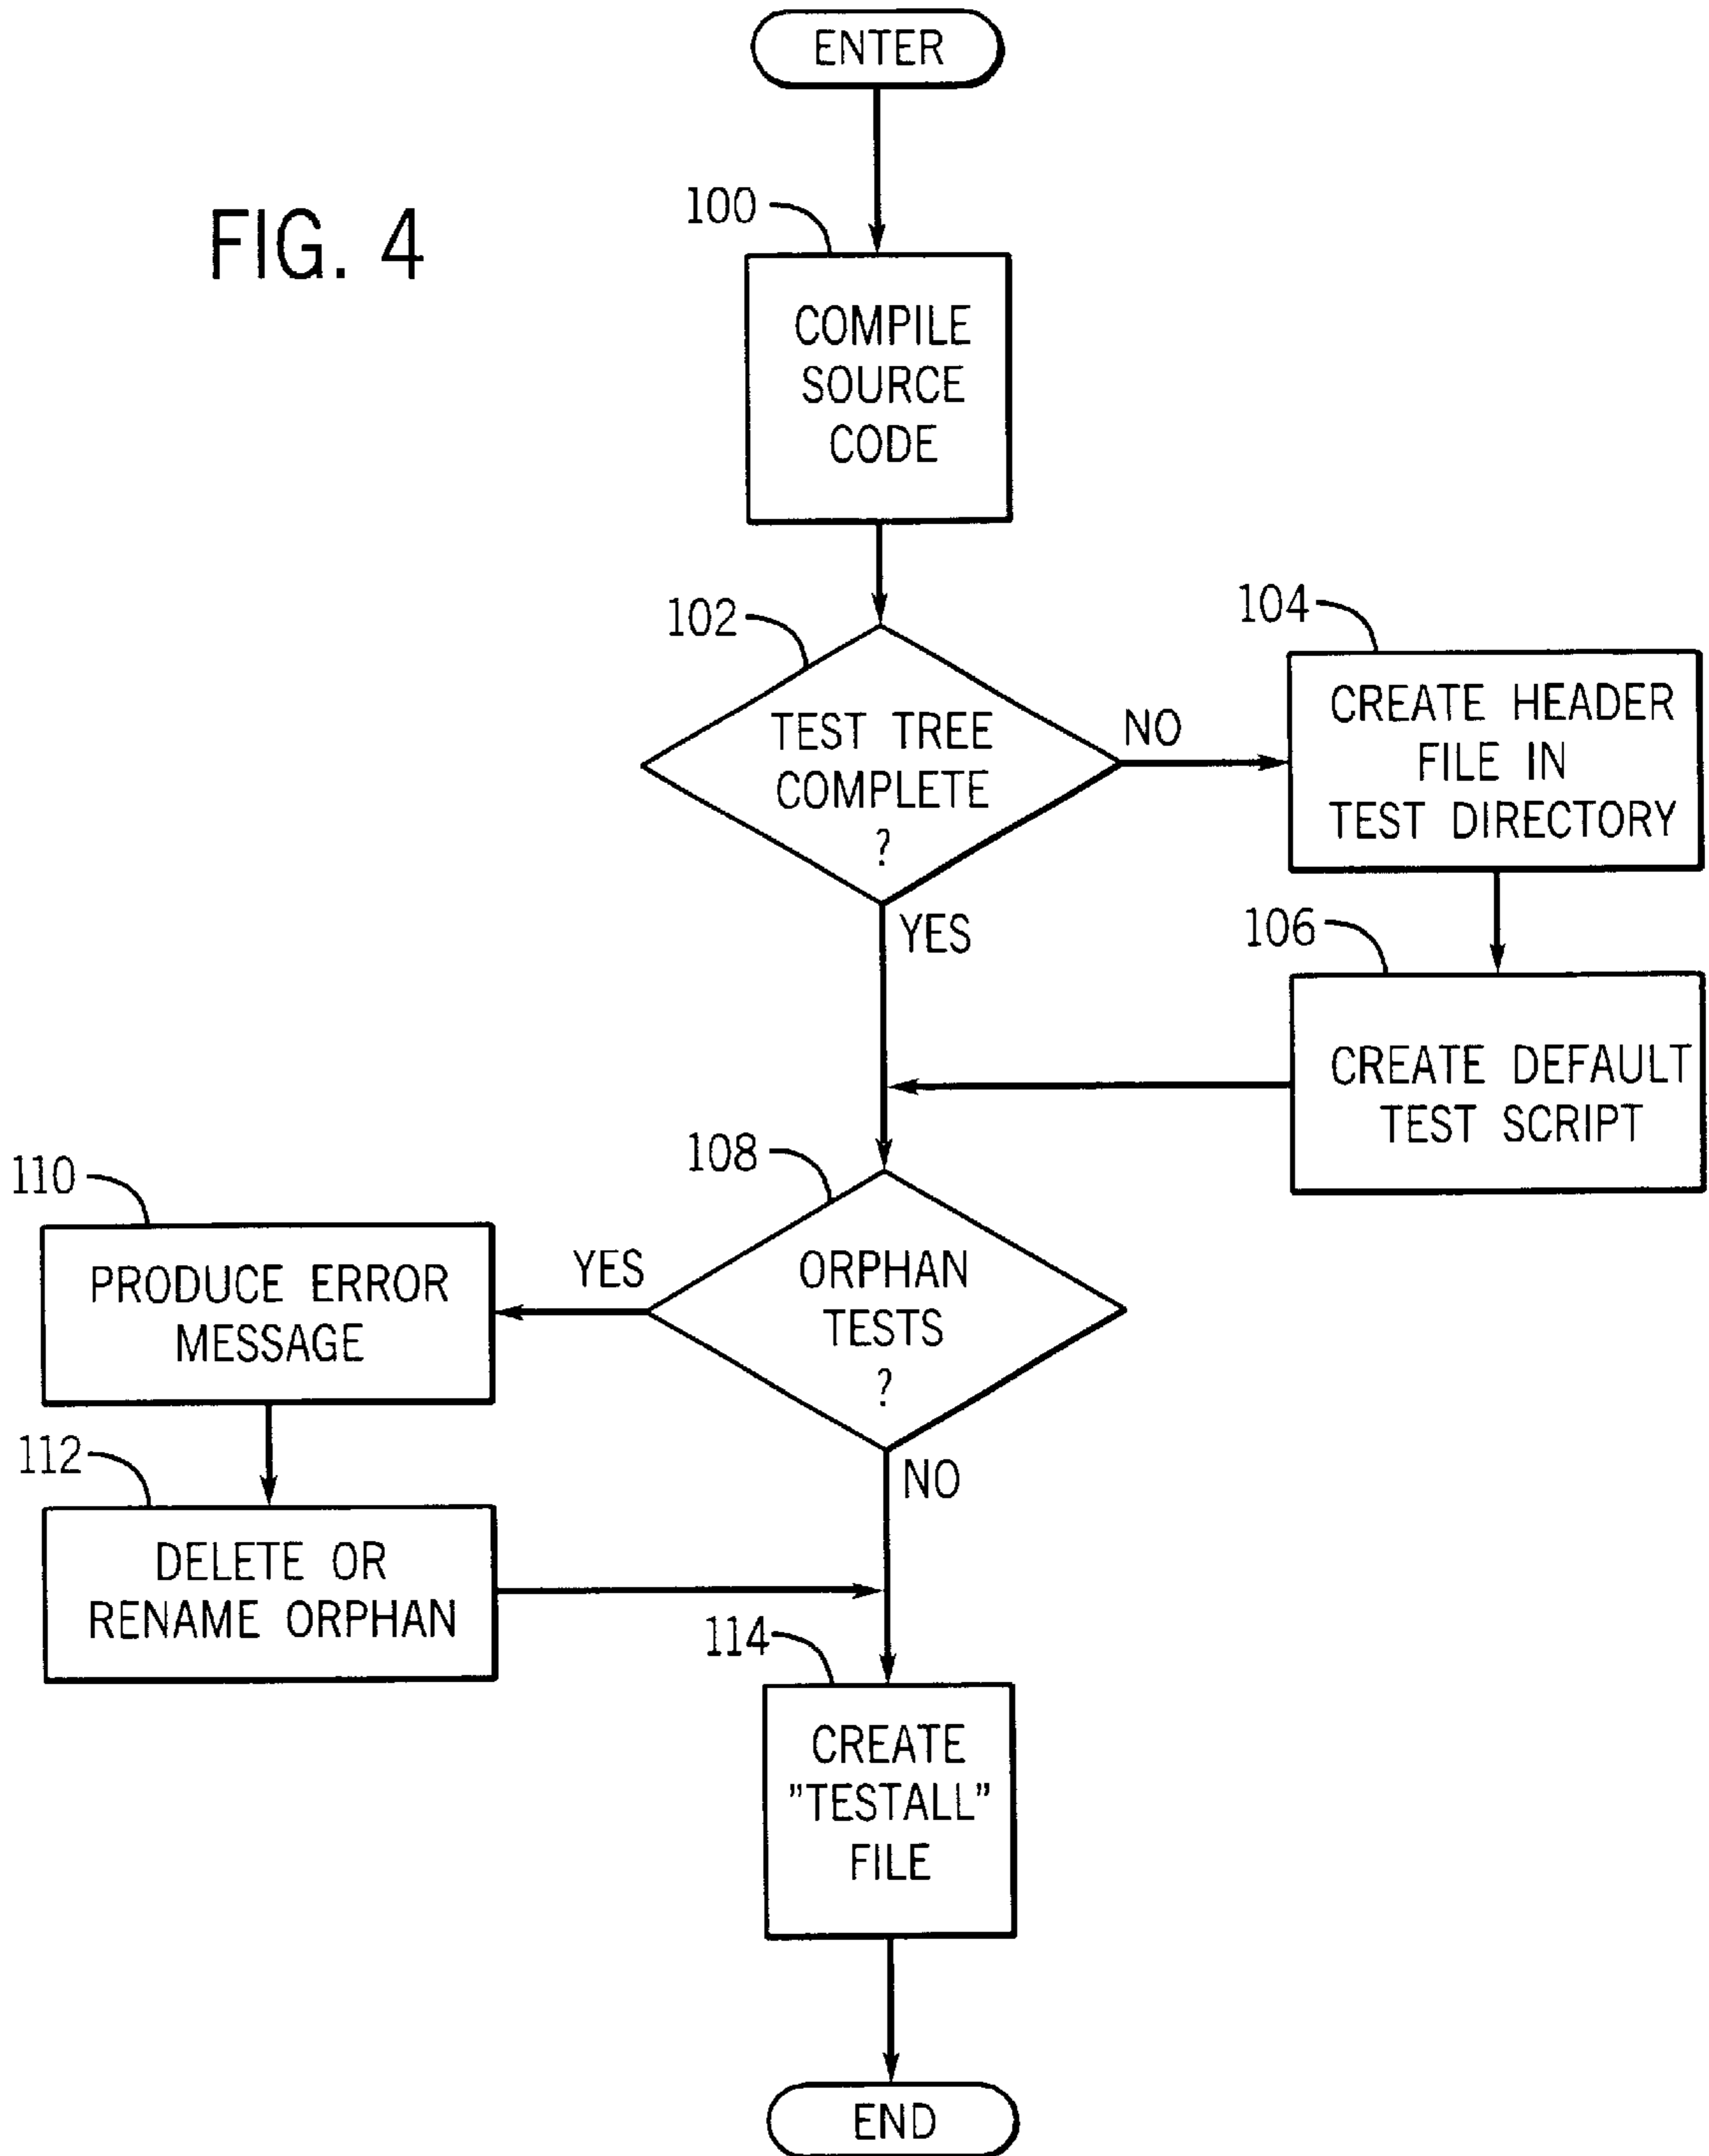 ENTER
FIG. 4
100
COMPILE
SOURCE
CODE
102
TEST TREE
COMPLETE
?
NO
YES
104
CREATE HEADER
FILE IN
TEST DIRECTORY
106
CREATE DEFAULT
TEST SCRIPT
108
ORPHAN
TESTS
?
YES
NO
110
PRODUCE ERROR
MESSAGE
112
DELETE OR
RENAME ORPHAN
114
CREATE
”TESTALL”
FILE
END